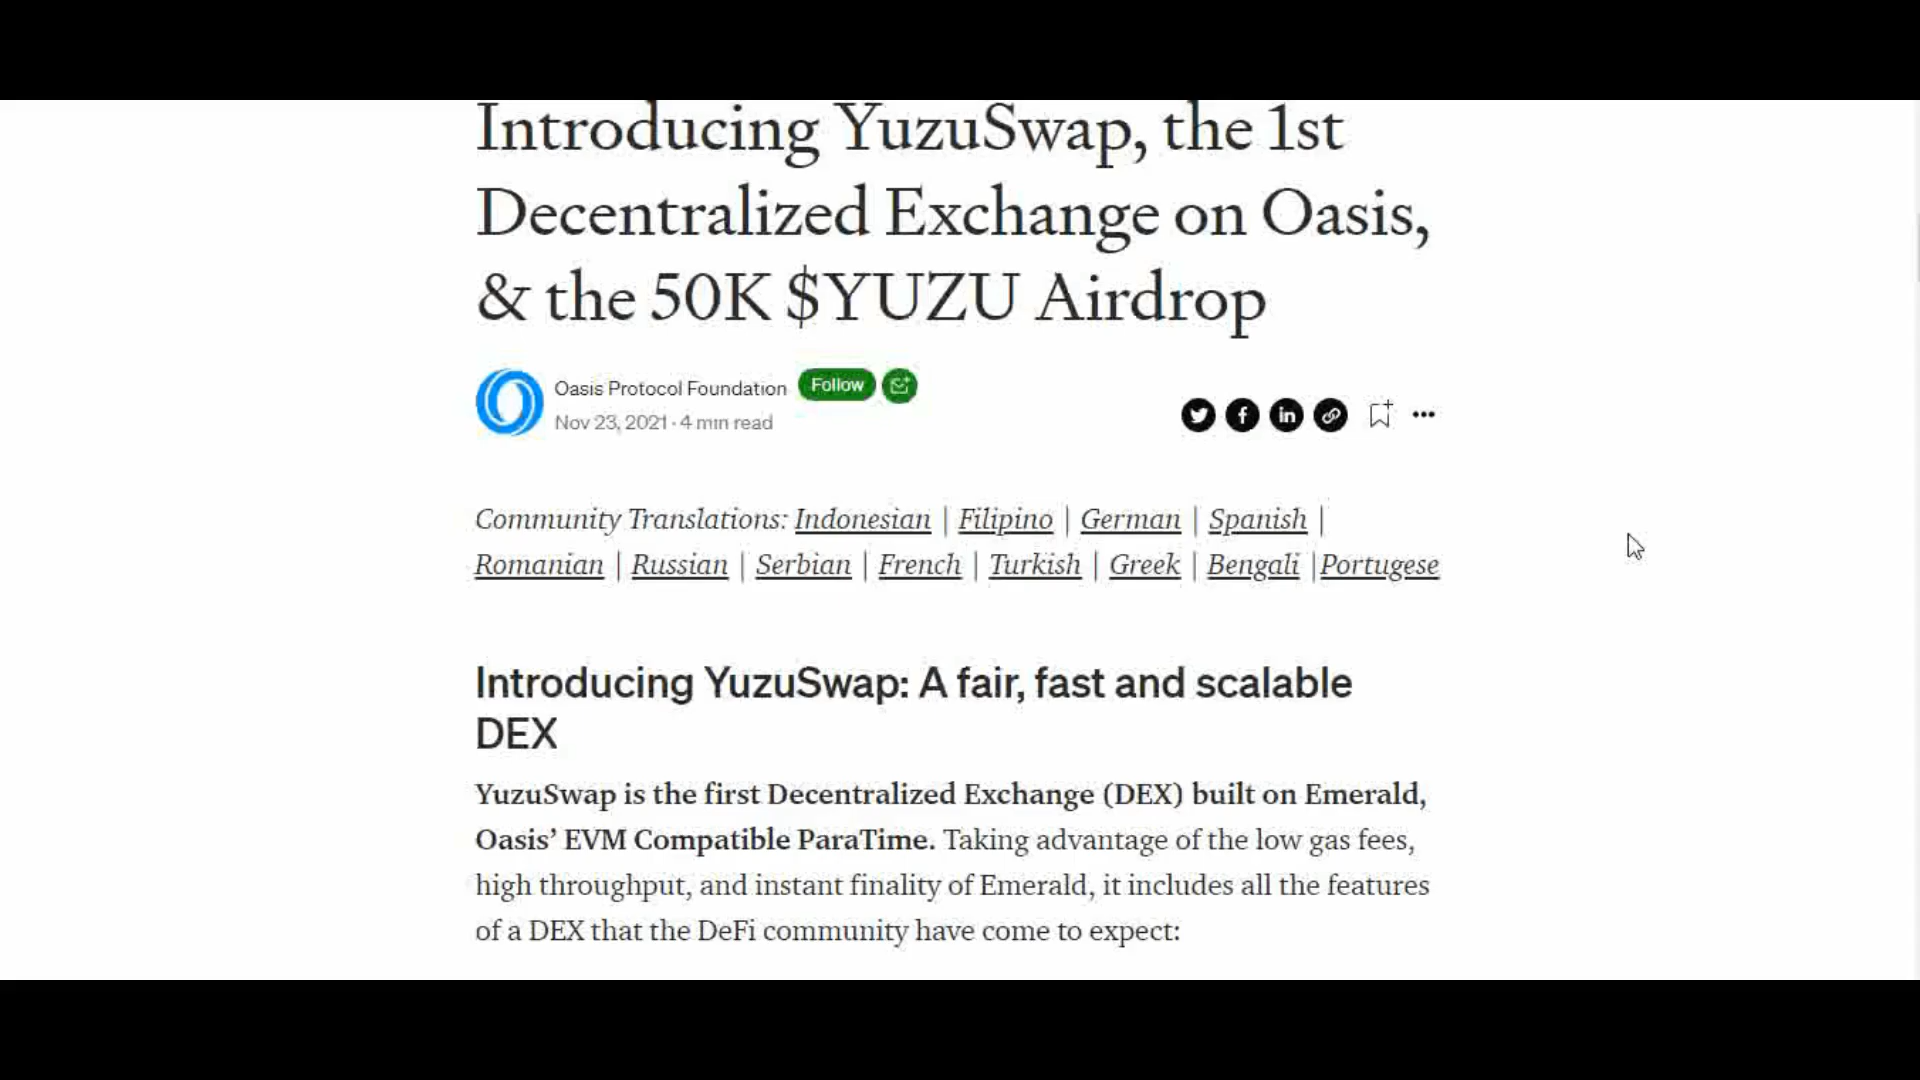 Introducing YuzuSwap, the 1st
Decentralized Exchange on Oasis,
& the 50K $YUZU Airdrop
Oasis Protocol Foundation Follow
Nov 23, 2021 · 4 min read
Community Translations: Indonesian | Filipino | German | Spanish |
Romanian | Russian | Serbian | French | Turkish | Greek | Bengali |Portugese
Introducing YuzuSwap: A fair, fast and scalable
DEX
YuzuSwap is the first Decentralized Exchange (DEX) built on Emerald,
Oasis’ EVM Compatible ParaTime. Taking advantage of the low gas fees,
high throughput, and instant finality of Emerald, it includes all the features
of a DEX that the DeFi community have come to expect: